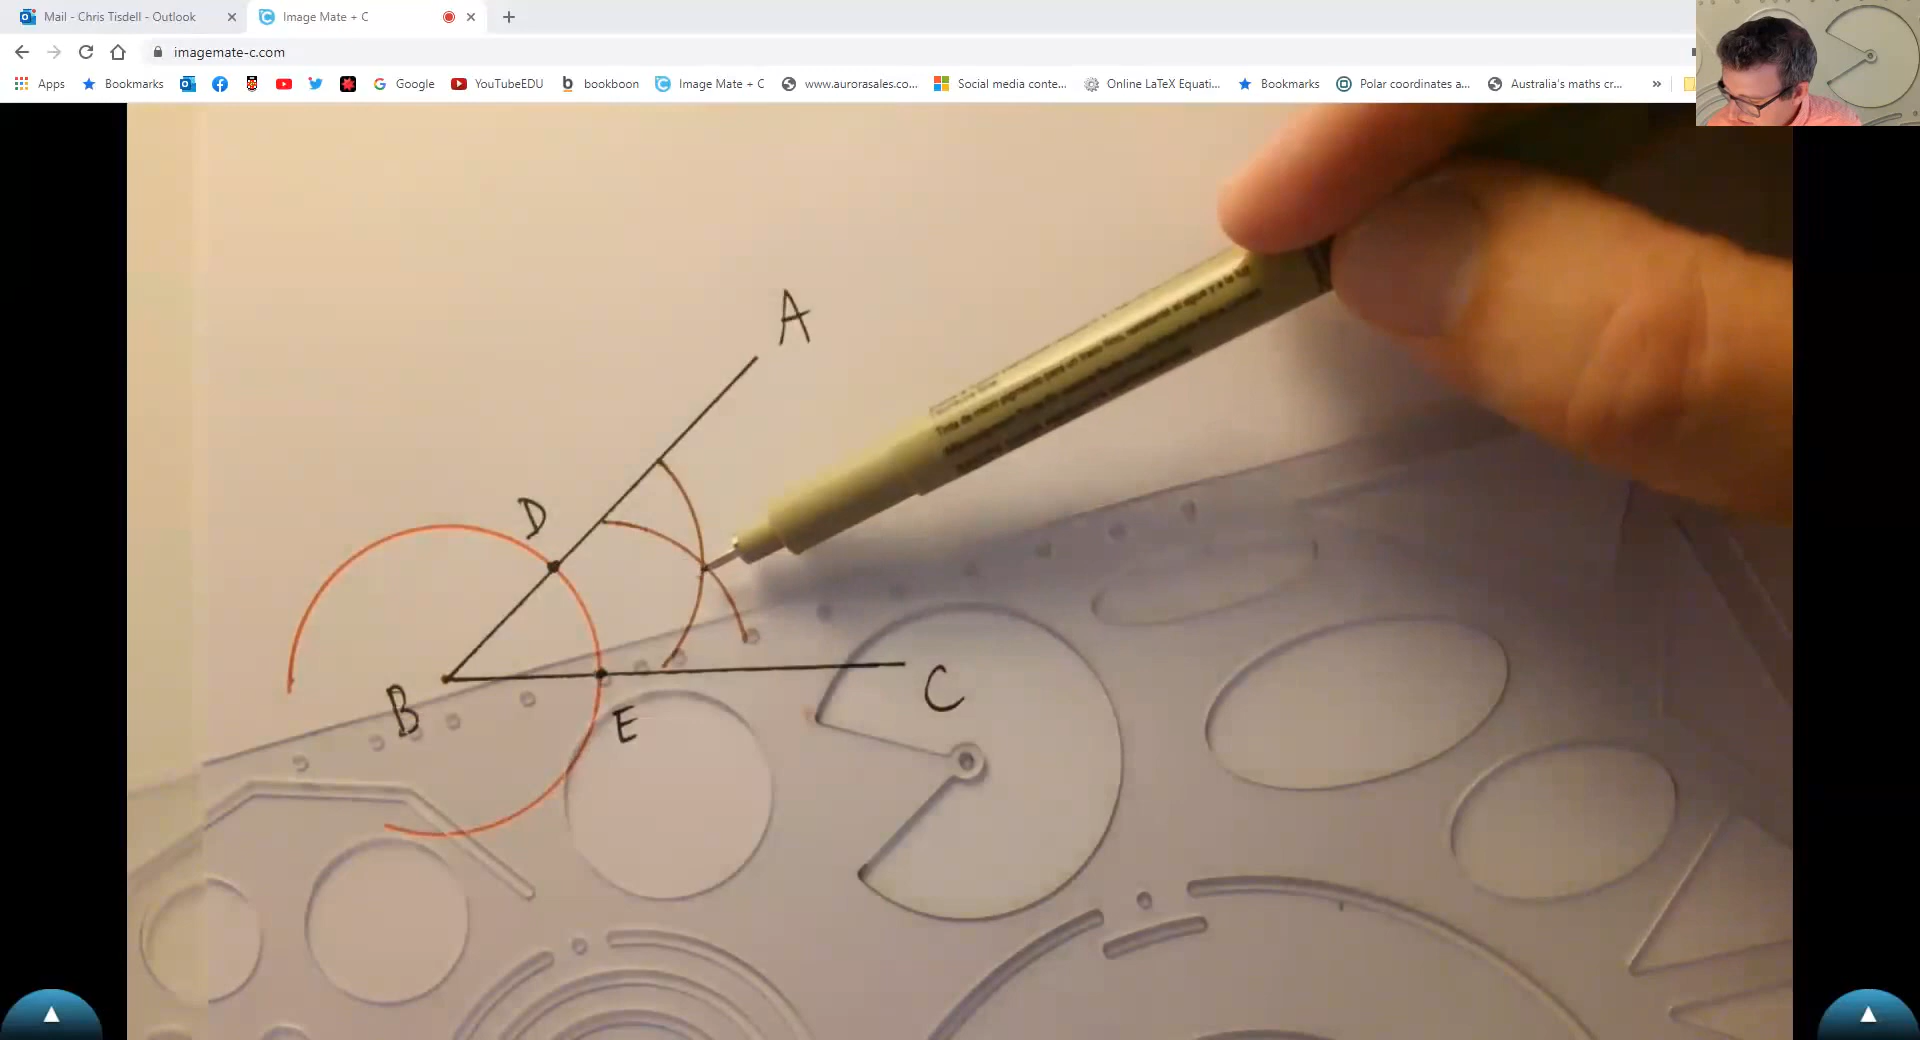 Mail - Chris Tisdell - Outlook
Image Mate + C
imagemate-c.com
Apps Bookmarks Google YouTubeEDU bookboon Image Mate + C www.aurorasales.co... Social media conte... Online LaTeX Equati... Bookmarks Polar coordinates a... Australia's maths cr... »
A
D
B
E
C